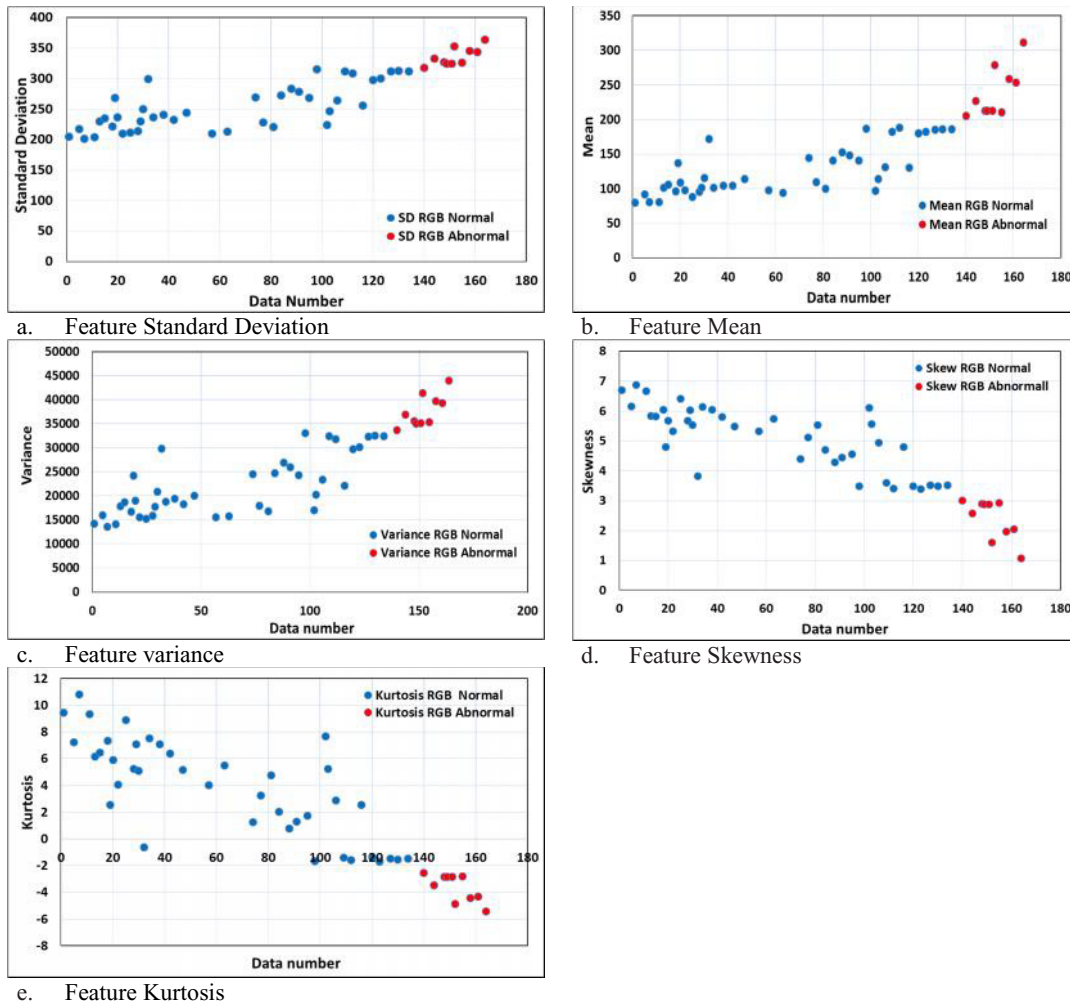 400
350
300
250
200
150
100
50
0
Standard Deviation
SD RGB Normal
SD RGB Abnormal
0 20 40 60 80 100 120 140 160 180
Data Number
a. Feature Standard Deviation
350
300
250
200
150
100
50
0
Mean
Mean RGB Normal
Mean RGB Abnormal
0 20 40 60 80 100 120 140 160 180
Data number
b. Feature Mean
50000
45000
40000
35000
30000
25000
20000
15000
10000
5000
0
Variance
Variance RGB Normal
Variance RGB Abnormal
0 50 100 150 200
Data number
c. Feature variance
8
7
6
5
4
3
2
1
0
Skewness
Skew RGB Normal
Skew RGB Abnormall
0 20 40 60 80 100 120 140 160 180
Data number
d. Feature Skewness
12
10
8
6
4
2
0
-2
-4
-6
-8
Kurtosis
Kurtosis RGB Normal
Kurtosis RGB Abnormal
0 20 40 60 80 100 120 140 160 180
Data number
e. Feature Kurtosis